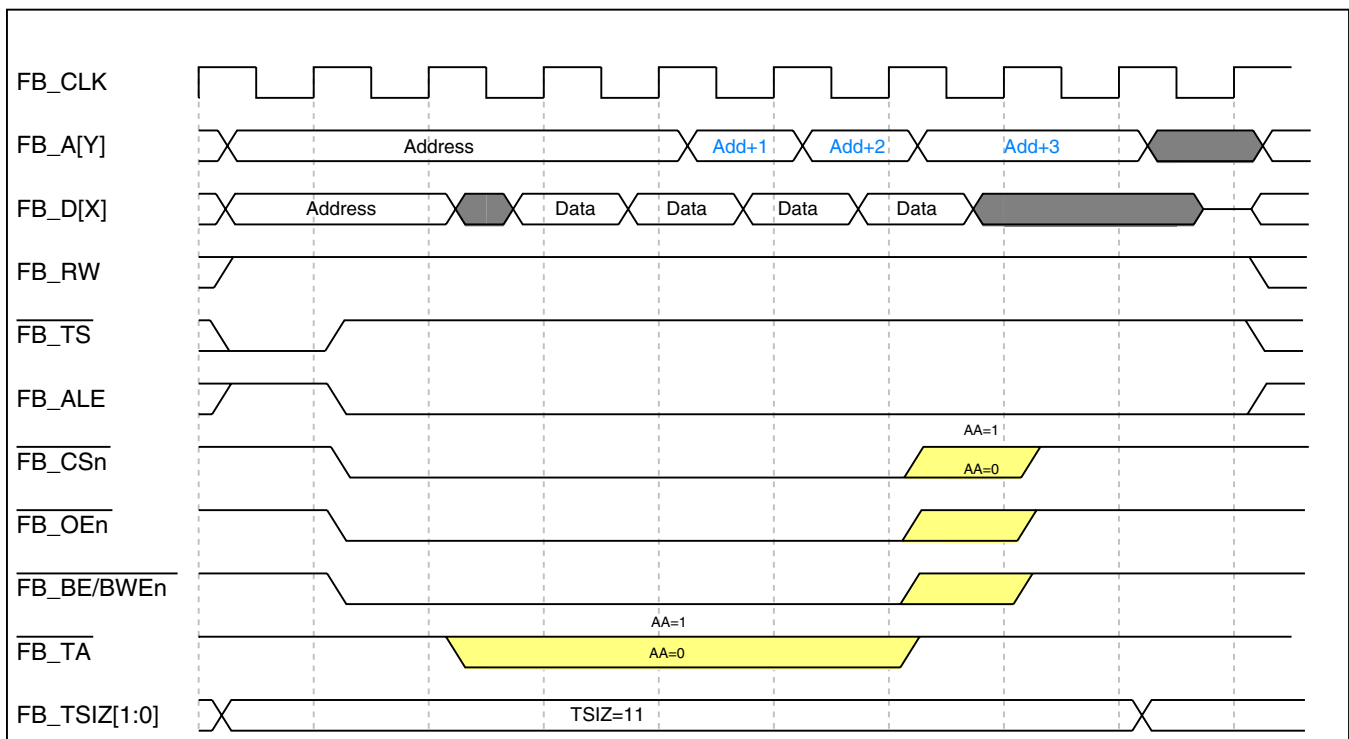 FB_CLK
FB_A[Y] Address Add+1 Add+2 Add+3
FB_D[X] Address Data Data Data Data
FB_RW
FB_TS
FB_ALE
AA=1
FB_CSn AA=0
FB_OEn
FB_BE/BWEn
AA=1
FB_TA AA=0
FB_TSIZ[1:0] TSIZ=11